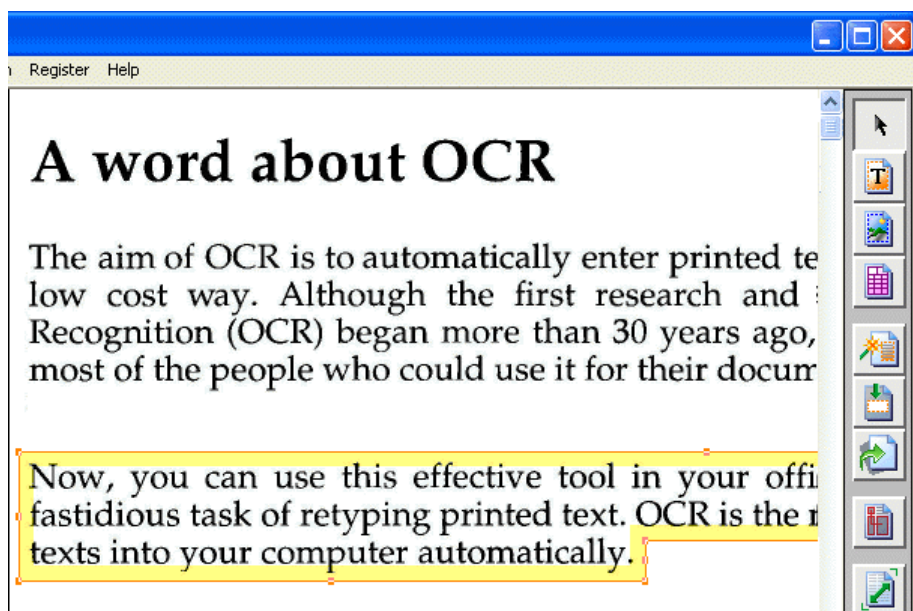 Register Help
A word about OCR
The aim of OCR is to automatically enter printed
low cost way. Although the first research and
Recognition (OCR) began more than 30 years ago,
most of the people who could use it for their
Now, you can use this effective tool in your
fastidious task of retyping printed text. OCR is the
texts into your computer automatically.
T